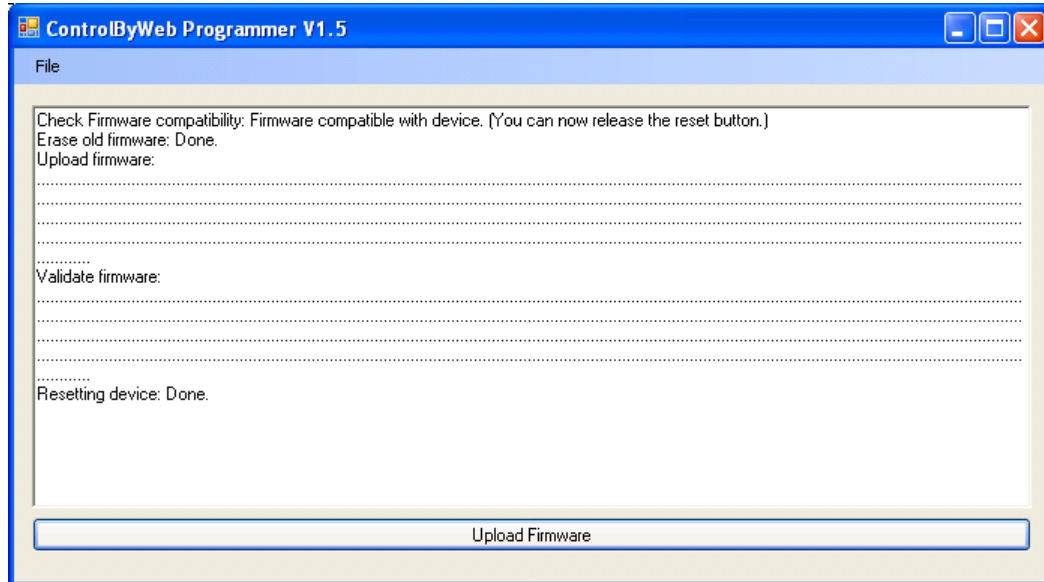 ControlByWeb Programmer V1.5
File
Check Firmware compatibility: Firmware compatible with device. (You can now release the reset button.)
Erase old firmware: Done.
Upload firmware:
................................................................................................................................................................................................................................................
................................................................................................................................................................................................................................................
................................................................................................................................................................................................................................................
................................................................................................................................................................................................................................................
............
Validate firmware:
................................................................................................................................................................................................................................................
................................................................................................................................................................................................................................................
................................................................................................................................................................................................................................................
................................................................................................................................................................................................................................................
............
Resetting device: Done.
Upload Firmware